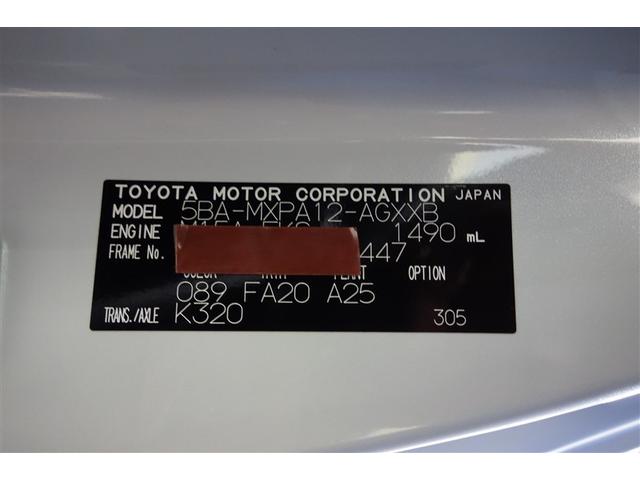 TOYOTA MOTOR CORPORATION JAPAN
MODEL 5BA-MXPA12-AGXXB
ENGINE 1490 mL
FRAME No. 447
COLOR TRIM PLANT OPTION
089 FA20 A25
TRANS./AXLE K320 305